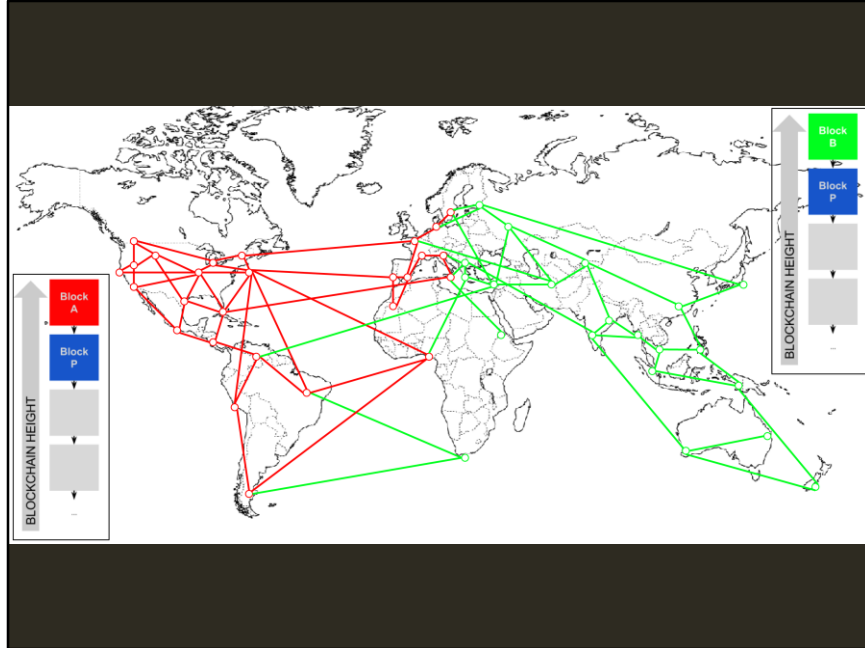 Block
A
Block
P
...
BLOCKCHAIN HEIGHT
Block
B
Block
P
...
BLOCKCHAIN HEIGHT